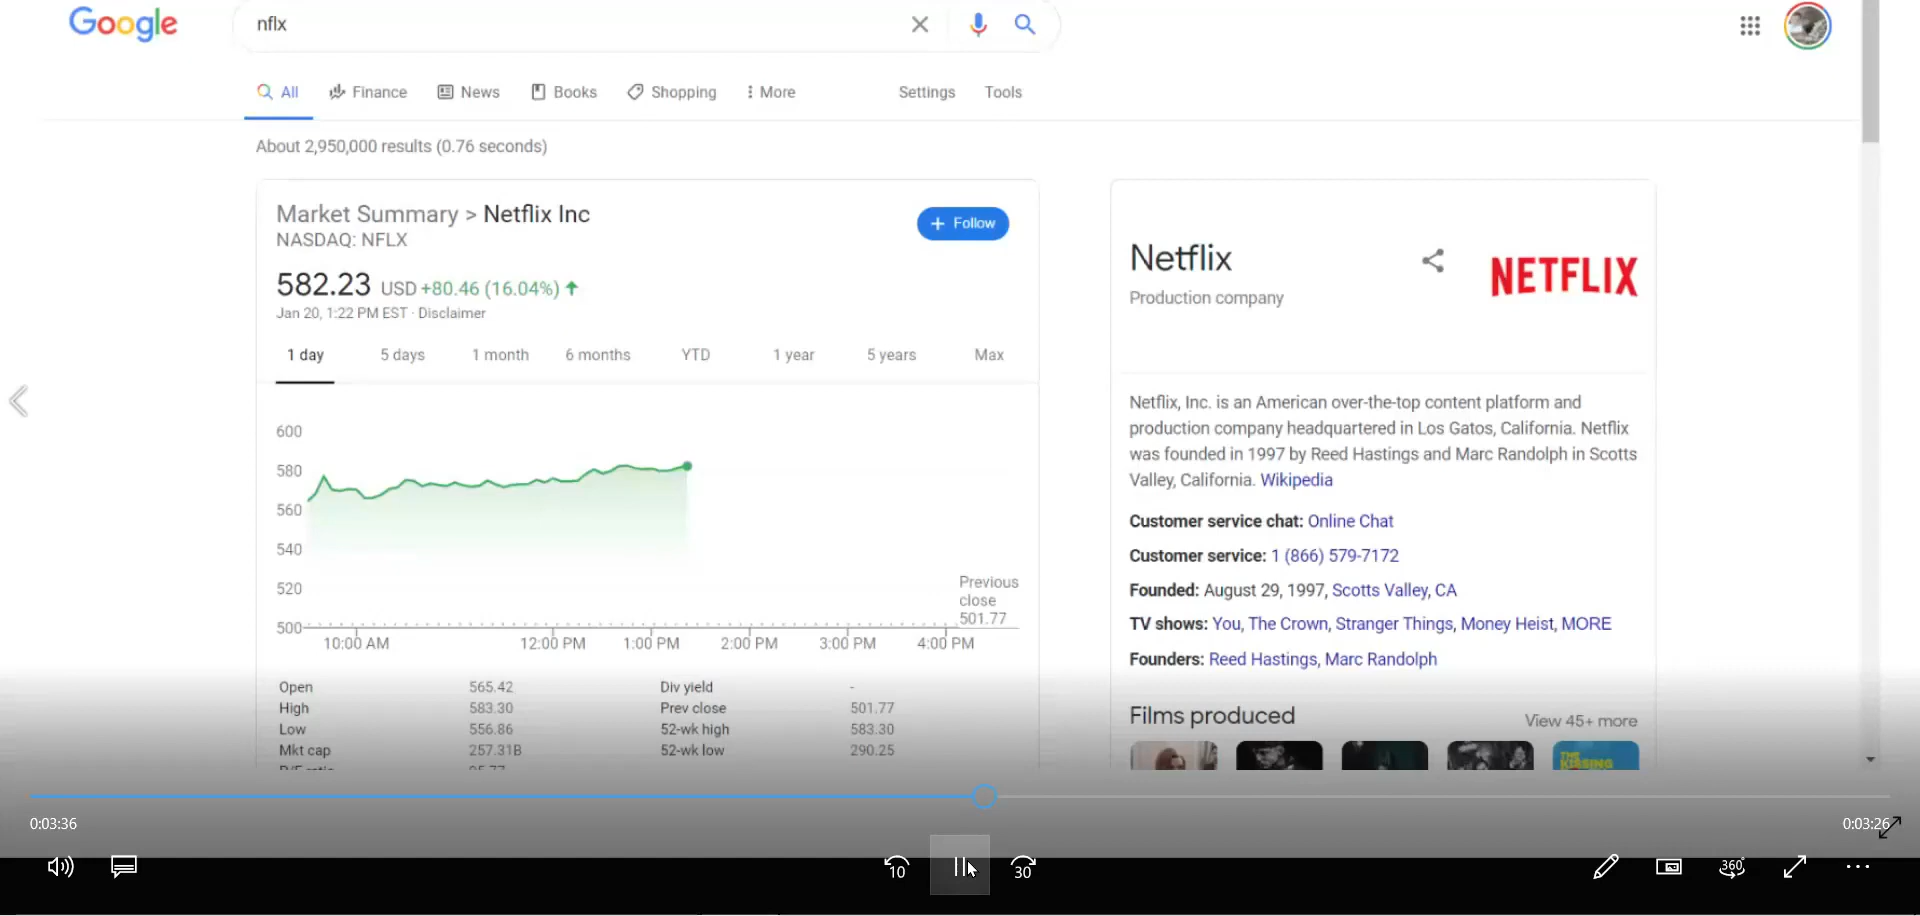 Google
nflx
All Finance News Books Shopping More Settings Tools
About 2,950,000 results (0.76 seconds)
Market Summary > Netflix Inc
NASDAQ: NFLX
+ Follow
582.23 USD +80.46 (16.04%)
Jan 20, 1:22 PM EST · Disclaimer
1 day 5 days 1 month 6 months YTD 1 year 5 years Max
600
580
560
540
520
500
Previous
close
501.77
10:00 AM 12:00 PM 1:00 PM 2:00 PM 3:00 PM 4:00 PM
Open 565.42 Div yield -
High 583.30 Prev close 501.77
Low 556.86 52-wk high 583.30
Mkt cap 257.31B 52-wk low 290.25
Netflix
Production company
NETFLIX
Netflix, Inc. is an American over-the-top content platform and
production company headquartered in Los Gatos, California. Netflix
was founded in 1997 by Reed Hastings and Marc Randolph in Scotts
Valley, California. Wikipedia
Customer service chat: Online Chat
Customer service: 1 (866) 579-7172
Founded: August 29, 1997, Scotts Valley, CA
TV shows: You, The Crown, Stranger Things, Money Heist, MORE
Founders: Reed Hastings, Marc Randolph
Films produced
View 45+ more
THE
KISSING
0:03:36
0:03:26
10
30
360°